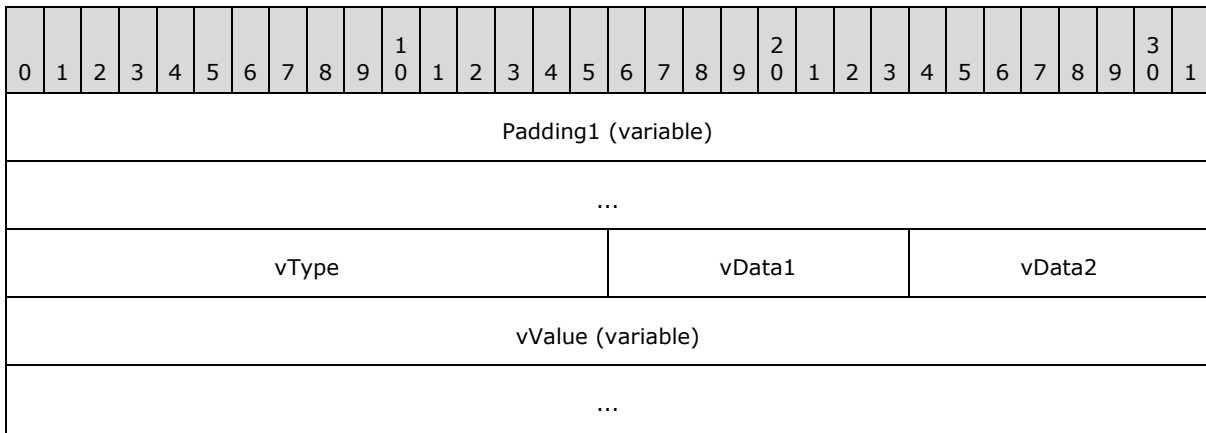 1 2 3
0 1 2 3 4 5 6 7 8 9 0 1 2 3 4 5 6 7 8 9 0 1 2 3 4 5 6 7 8 9 0 1
Padding1 (variable)
...
vType vData1 vData2
vValue (variable)
...